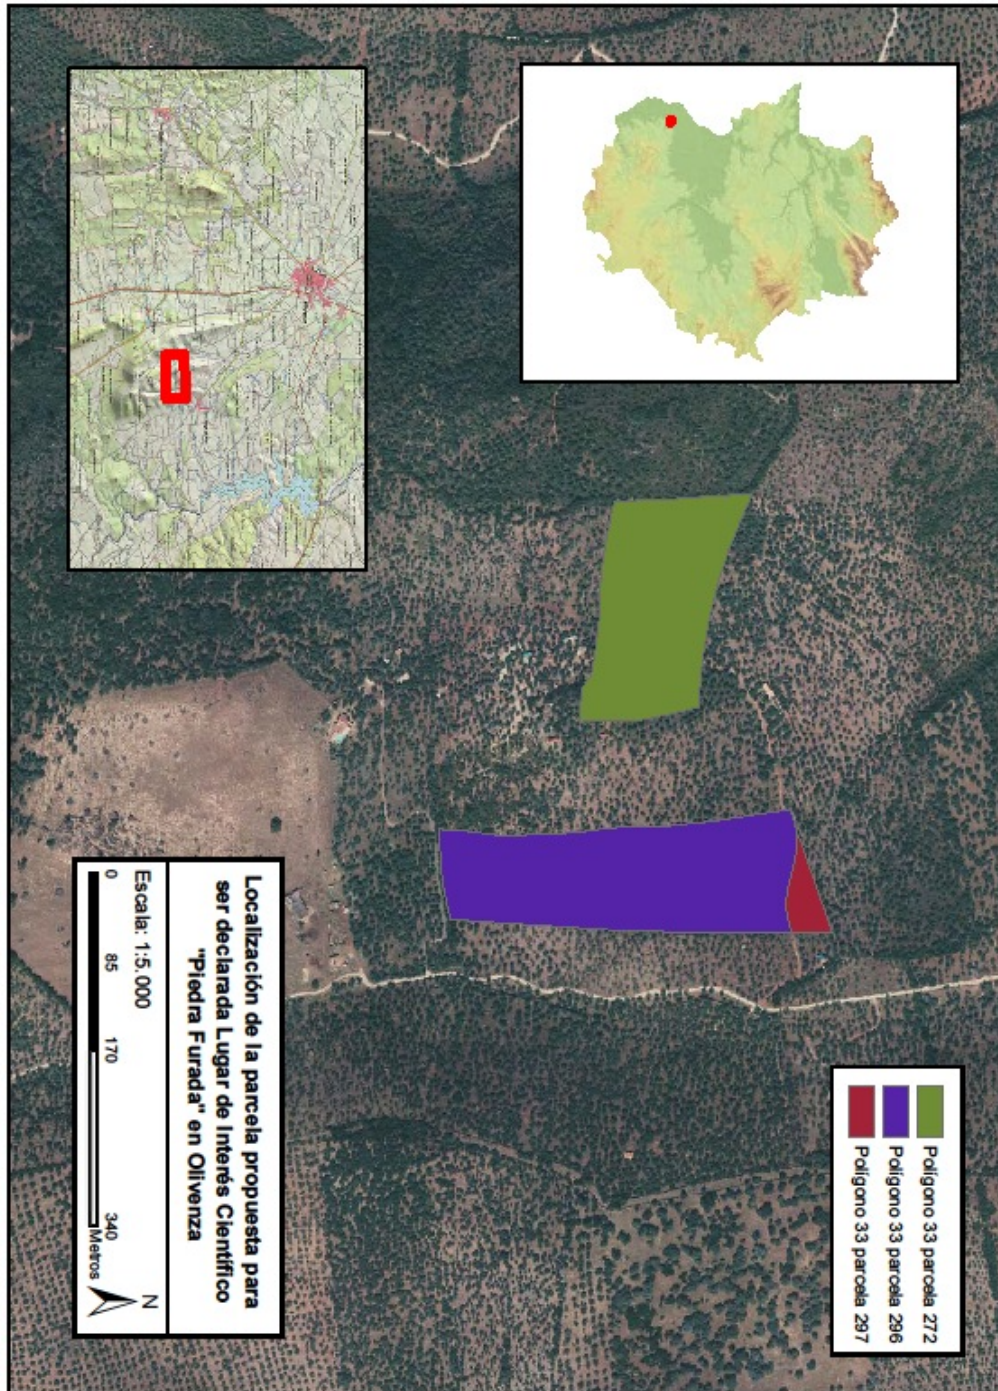 Polígono 33 parcela 272
Polígono 33 parcela 296
Polígono 33 parcela 297
Localización de la parcela propuesta para
ser declarada Lugar de Interés Científico
"Piedra Furada" en Olivenza
Escala: 1:5.000
0 85 170 340
Metros
N